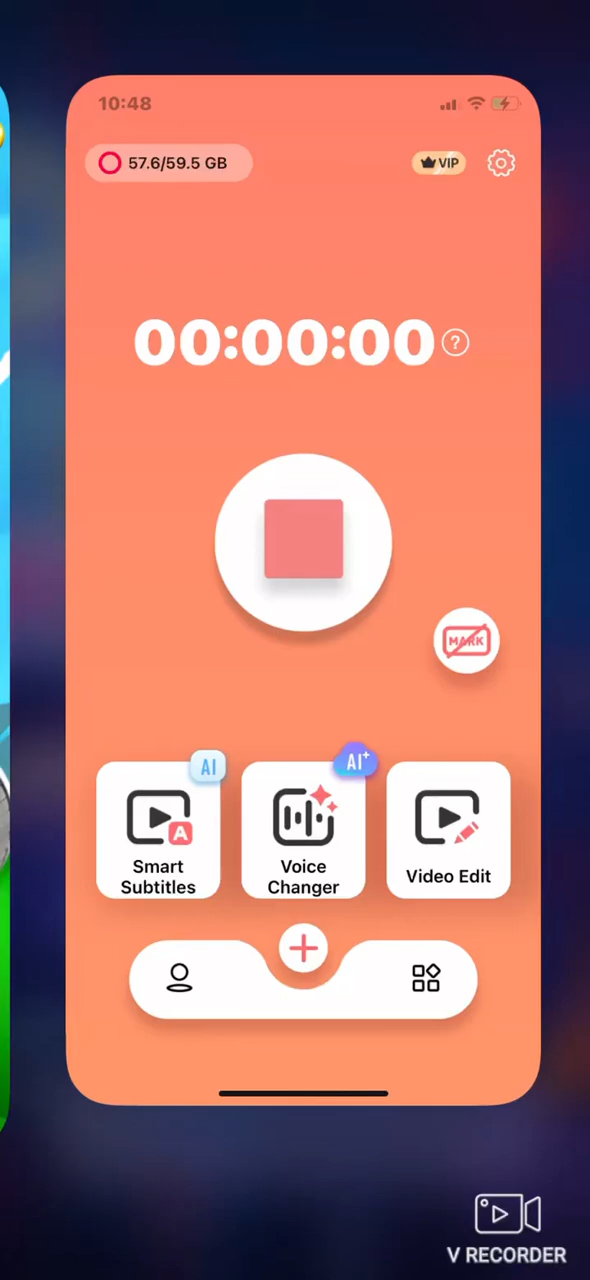 10:48
57.6/59.5 GB
VIP
00:00:00
?
MARK
AI
AI+
Smart
Subtitles
Voice
Changer
Video Edit
A
V RECORDER